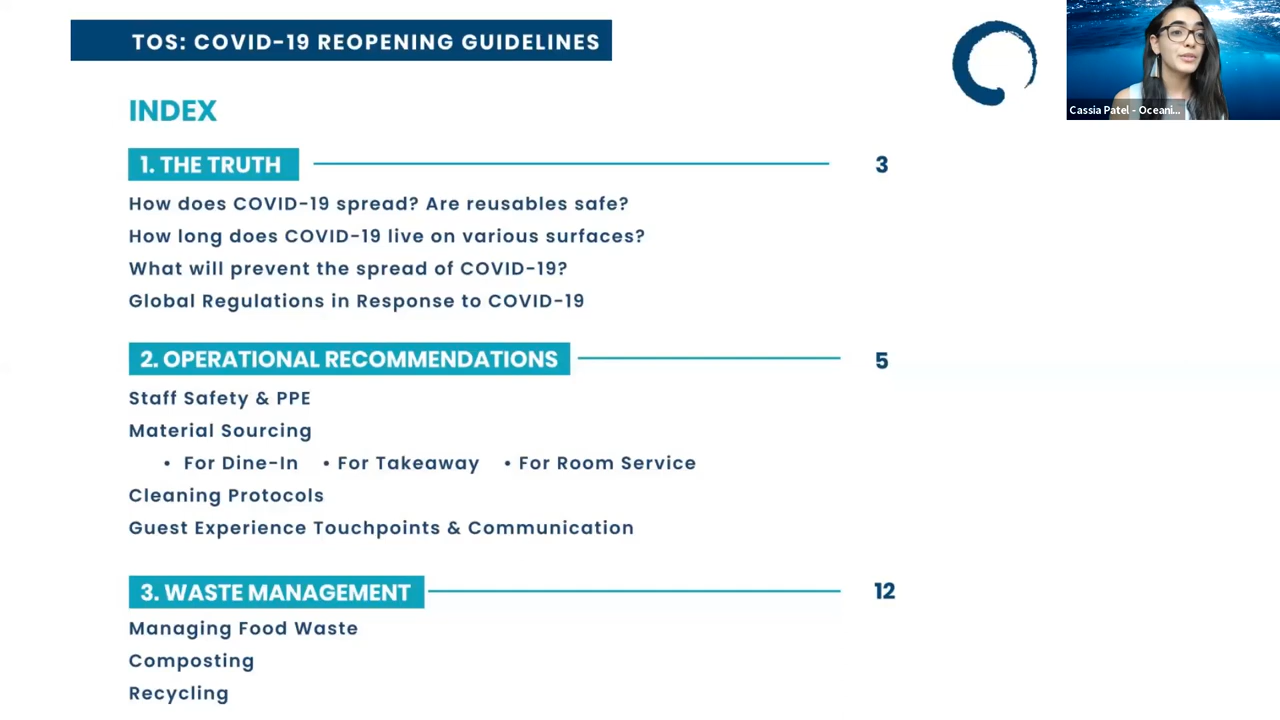 TOS: COVID-19 REOPENING GUIDELINES
Cassia Patel - Oceani...
INDEX
1. THE TRUTH 3
How does COVID-19 spread? Are reusables safe?
How long does COVID-19 live on various surfaces?
What will prevent the spread of COVID-19?
Global Regulations in Response to COVID-19
2. OPERATIONAL RECOMMENDATIONS 5
Staff Safety & PPE
Material Sourcing
• For Dine-In • For Takeaway • For Room Service
Cleaning Protocols
Guest Experience Touchpoints & Communication
3. WASTE MANAGEMENT 12
Managing Food Waste
Composting
Recycling